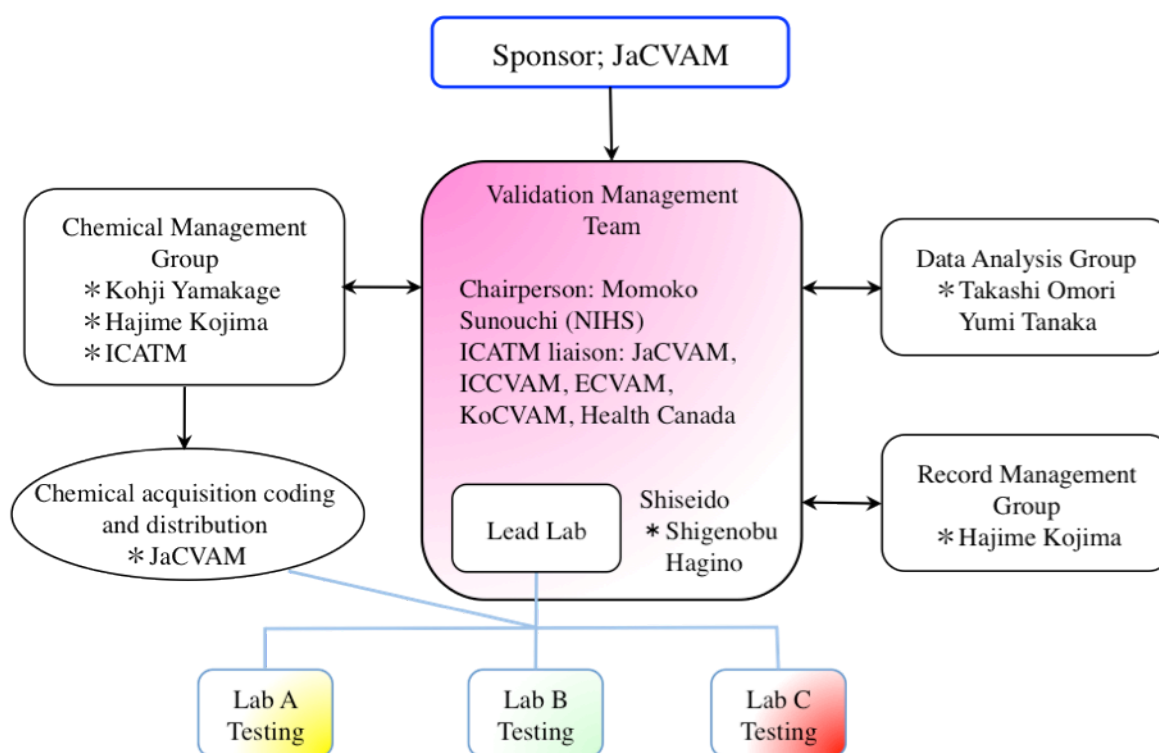 Sponsor; JaCVAM
Validation Management
Team
Chairperson: Momoko
Sunouchi (NIHS)
ICATM liaison: JaCVAM,
ICCVAM, ECVAM,
KoCVAM, Health Canada
Lead Lab
Shiseido
* Shigenobu
Hagino
Chemical Management
Group
* Kohji Yamakage
* Hajime Kojima
* ICATM
Chemical acquisition coding
and distribution
* JaCVAM
Data Analysis Group
* Takashi Omori
Yumi Tanaka
Record Management
Group
* Hajime Kojima
Lab A
Testing
Lab B
Testing
Lab C
Testing